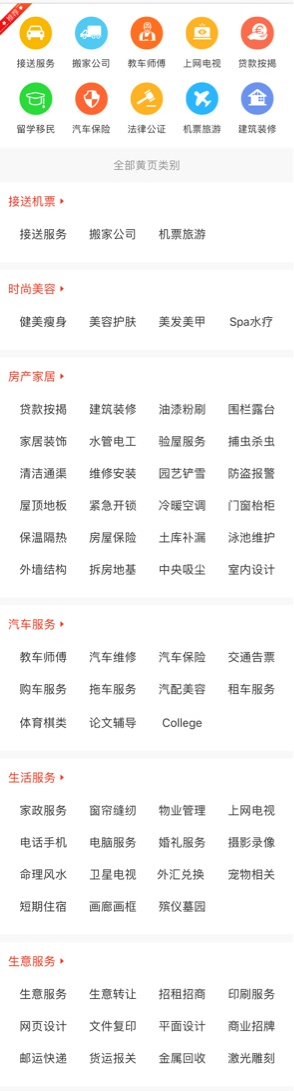 推荐
接送服务 搬家公司 教车师傅 上网电视 贷款按揭
留学移民 汽车保险 法律公证 机票旅游 建筑装修
全部黄页类别
接送机票
接送服务 搬家公司 机票旅游
时尚美容
健美瘦身 美容护肤 美发美甲 Spa水疗
房产家居
贷款按揭 建筑装修 油漆粉刷 围栏露台
家居装饰 水管电工 验屋服务 捕虫杀虫
清洁通渠 维修安装 园艺铲雪 防盗报警
屋顶地板 紧急开锁 冷暖空调 门窗枱柜
保温隔热 房屋保险 土库补漏 泳池维护
外墙结构 拆房地基 中央吸尘 室内设计
汽车服务
教车师傅 汽车维修 汽车保险 交通告票
购车服务 拖车服务 汽配美容 租车服务
体育棋类 论文辅导 College
生活服务
家政服务 窗帘缝纫 物业管理 上网电视
电话手机 电脑服务 婚礼服务 摄影录像
命理风水 卫星电视 外汇兑换 宠物相关
短期住宿 画廊画框 殡仪墓园
生意服务
生意服务 生意转让 招租招商 印刷服务
网页设计 文件复印 平面设计 商业招牌
邮运快递 货运报关 金属回收 激光雕刻